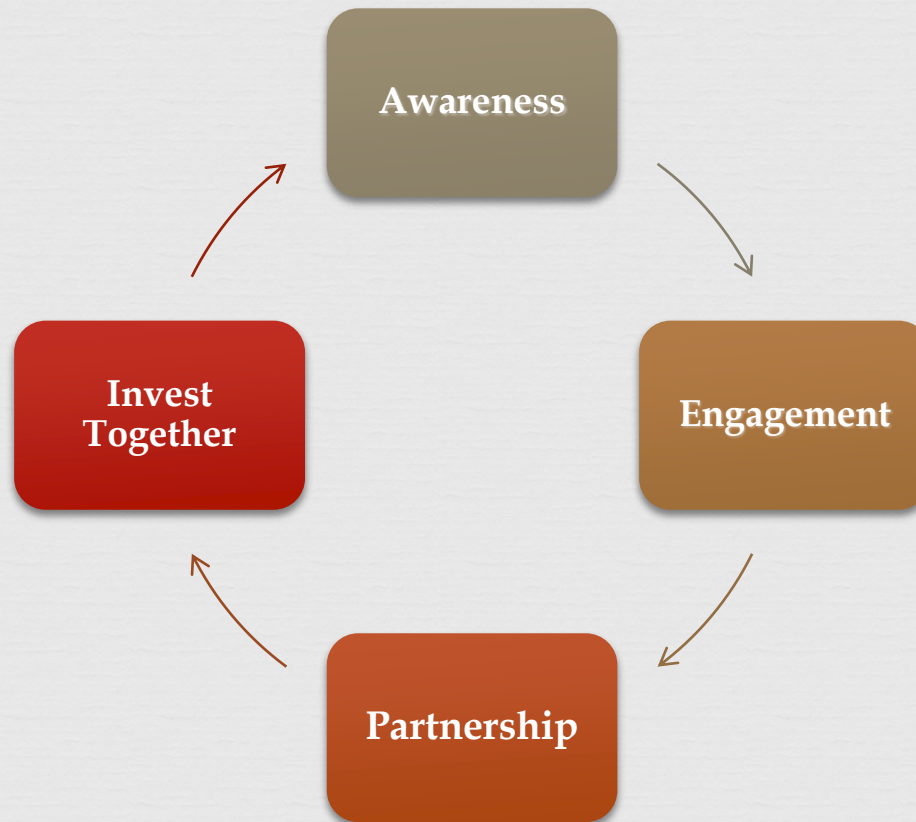 Awareness
Engagement
Partnership
Invest
Together